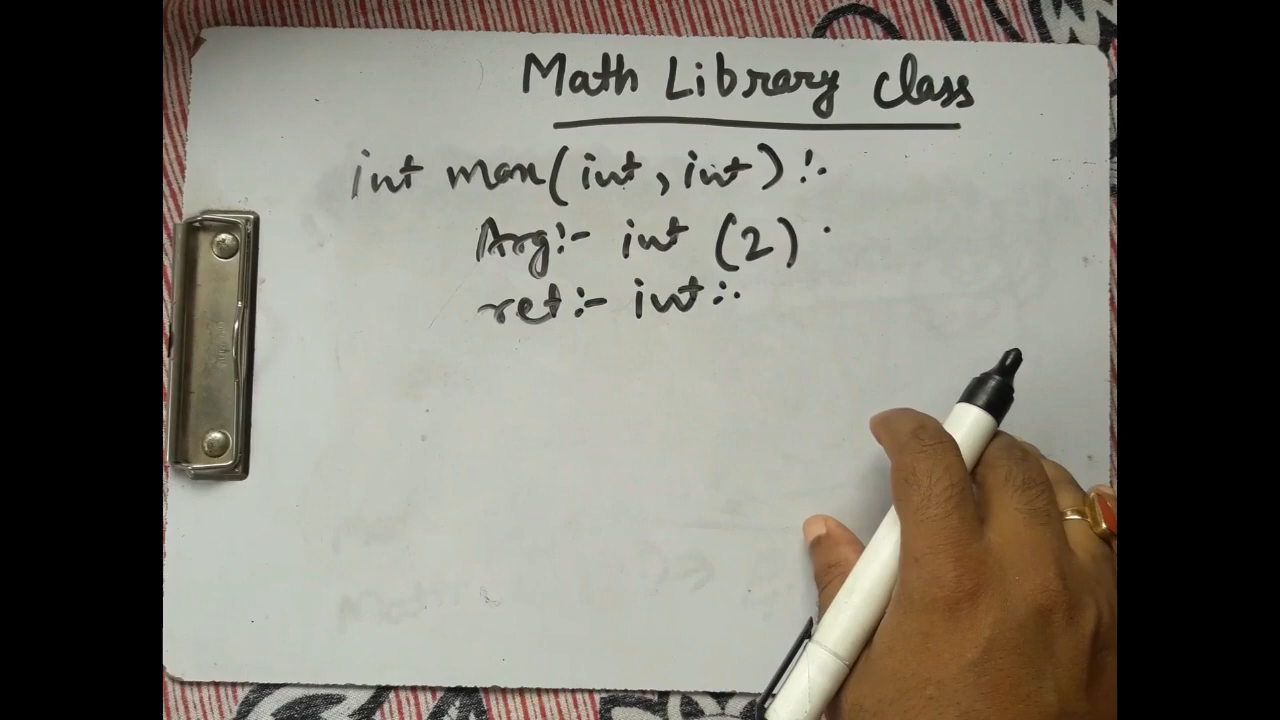 Math Library class
int max(int, int) :-
Arg :- int (2)
ret :- int :-